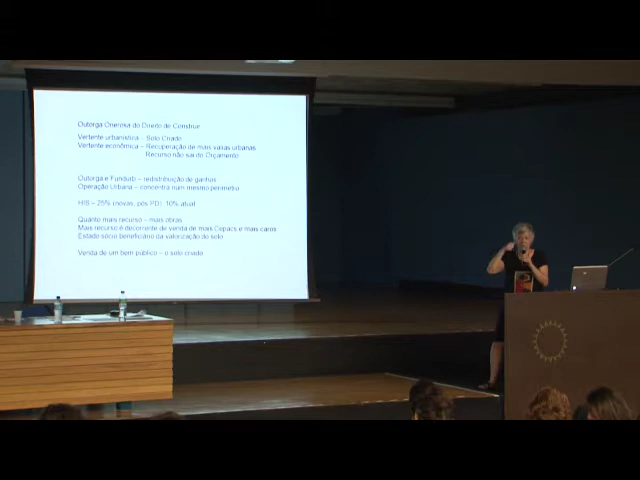 Outorga Onerosa do Direito de Construir
Vertente urbanística – Solo Criado
Vertente econômica – Recuperação de mais valias urbanas
Recurso não sai do Orçamento
Outorga e Fundurb – redistribuição de ganhos
Operação Urbana – concentra num mesmo perímetro
HIS – 25% (novas, pós PD) 10% atual
Quanto mais recurso – mais obras
Mais recurso é decorrente de venda de mais Cepacs e mais caros
Estado sócio beneficiário da valorização do solo
Venda de um bem público – o solo criado